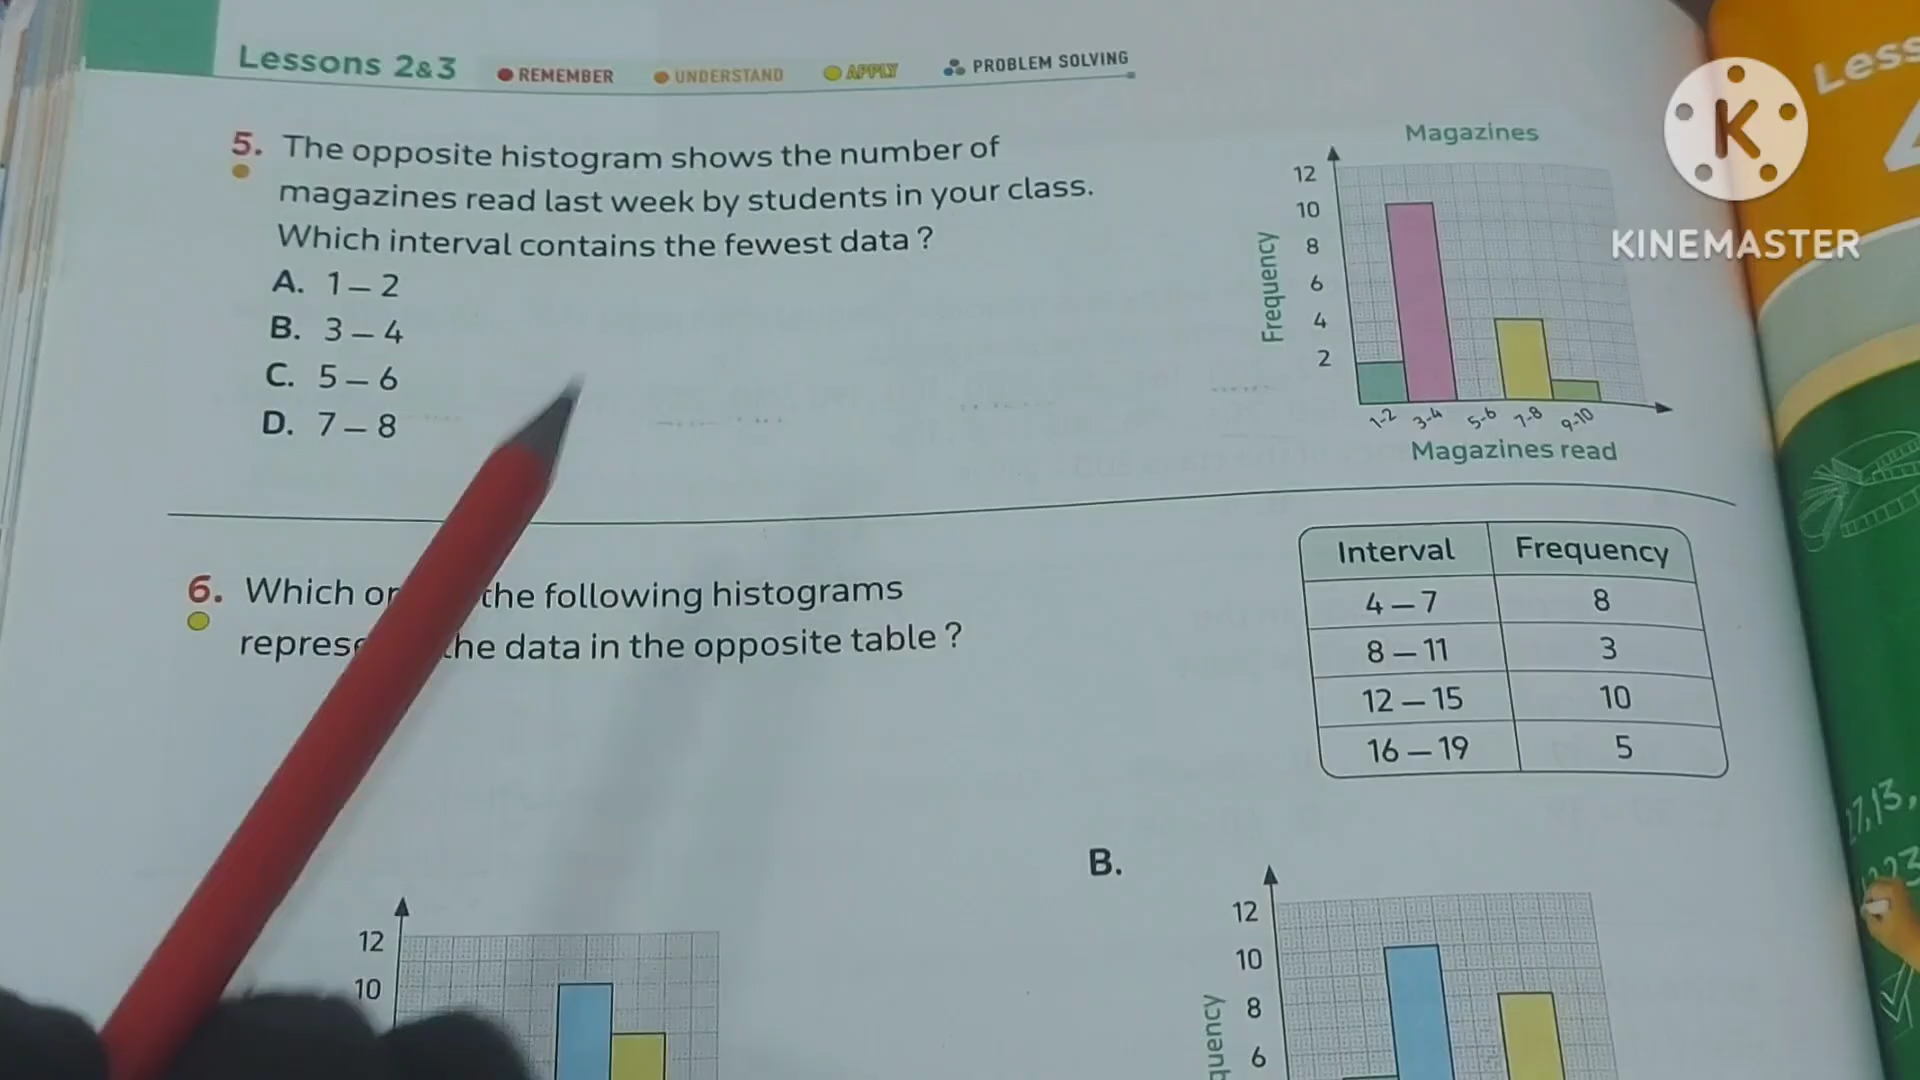 Lessons 2&3
REMEMBER
UNDERSTAND
APPLY
PROBLEM SOLVING
5. The opposite histogram shows the number of
magazines read last week by students in your class.
Which interval contains the fewest data ?
A. 1 – 2
B. 3 – 4
C. 5 – 6
D. 7 – 8
Magazines
12
10
8
6
4
2
Frequency
1-2 3-4 5-6 7-8 9-10
Magazines read
K
KINEMASTER
6. Which the following histograms
the data in the opposite table ?
Interval Frequency
4 – 7 8
8 – 11 3
12 – 15 10
16 – 19 5
12
10
B.
12
10
8
6